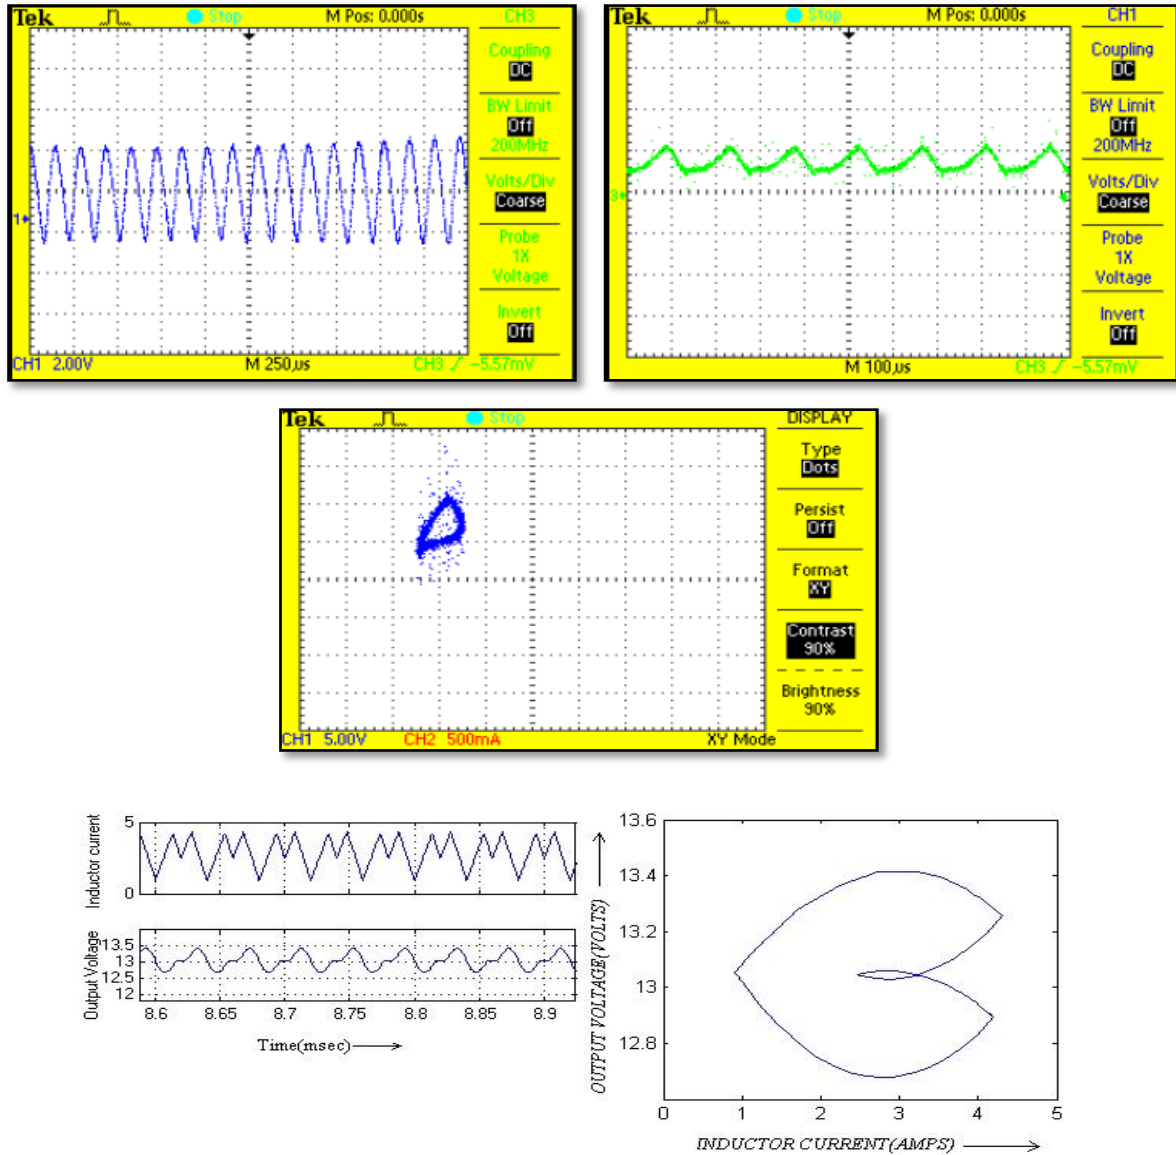 Tek Stop M Pos: 0.000s CH3
Coupling
DC
BW Limit
Off
200MHz
Volts/Div
Coarse
1
Probe
1X
Voltage
Invert
Off
CH1 2.00V M 250µs CH3 -5.57mV
Tek Stop M Pos: 0.000s CH1
Coupling
DC
BW Limit
Off
200MHz
Volts/Div
Coarse
3
Probe
1X
Voltage
Invert
Off
M 100µs CH3 -5.57mV
Tek Stop DISPLAY
Type
Dots
Persist
Off
Format
XY
Contrast
90%
Brightness
90%
CH1 5.00V CH2 500mA XY Mode
Inductor current
5
0
Output Voltage
13.5
13
12.5
12
8.6 8.65 8.7 8.75 8.8 8.85 8.9
Time(msec)
OUTPUT VOLTAGE(VOLTS)
13.6
13.4
13.2
13
12.8
0 1 2 3 4 5
INDUCTOR CURRENT(AMPS)